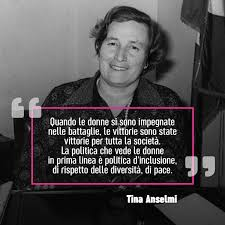 Quando le donne si sono impegnate
nelle battaglie, le vittorie sono state
vittorie per tutta la società.
La politica che vede le donne
in prima linea è politica d'inclusione,
di rispetto delle diversità, di pace.
Tina Anselmi